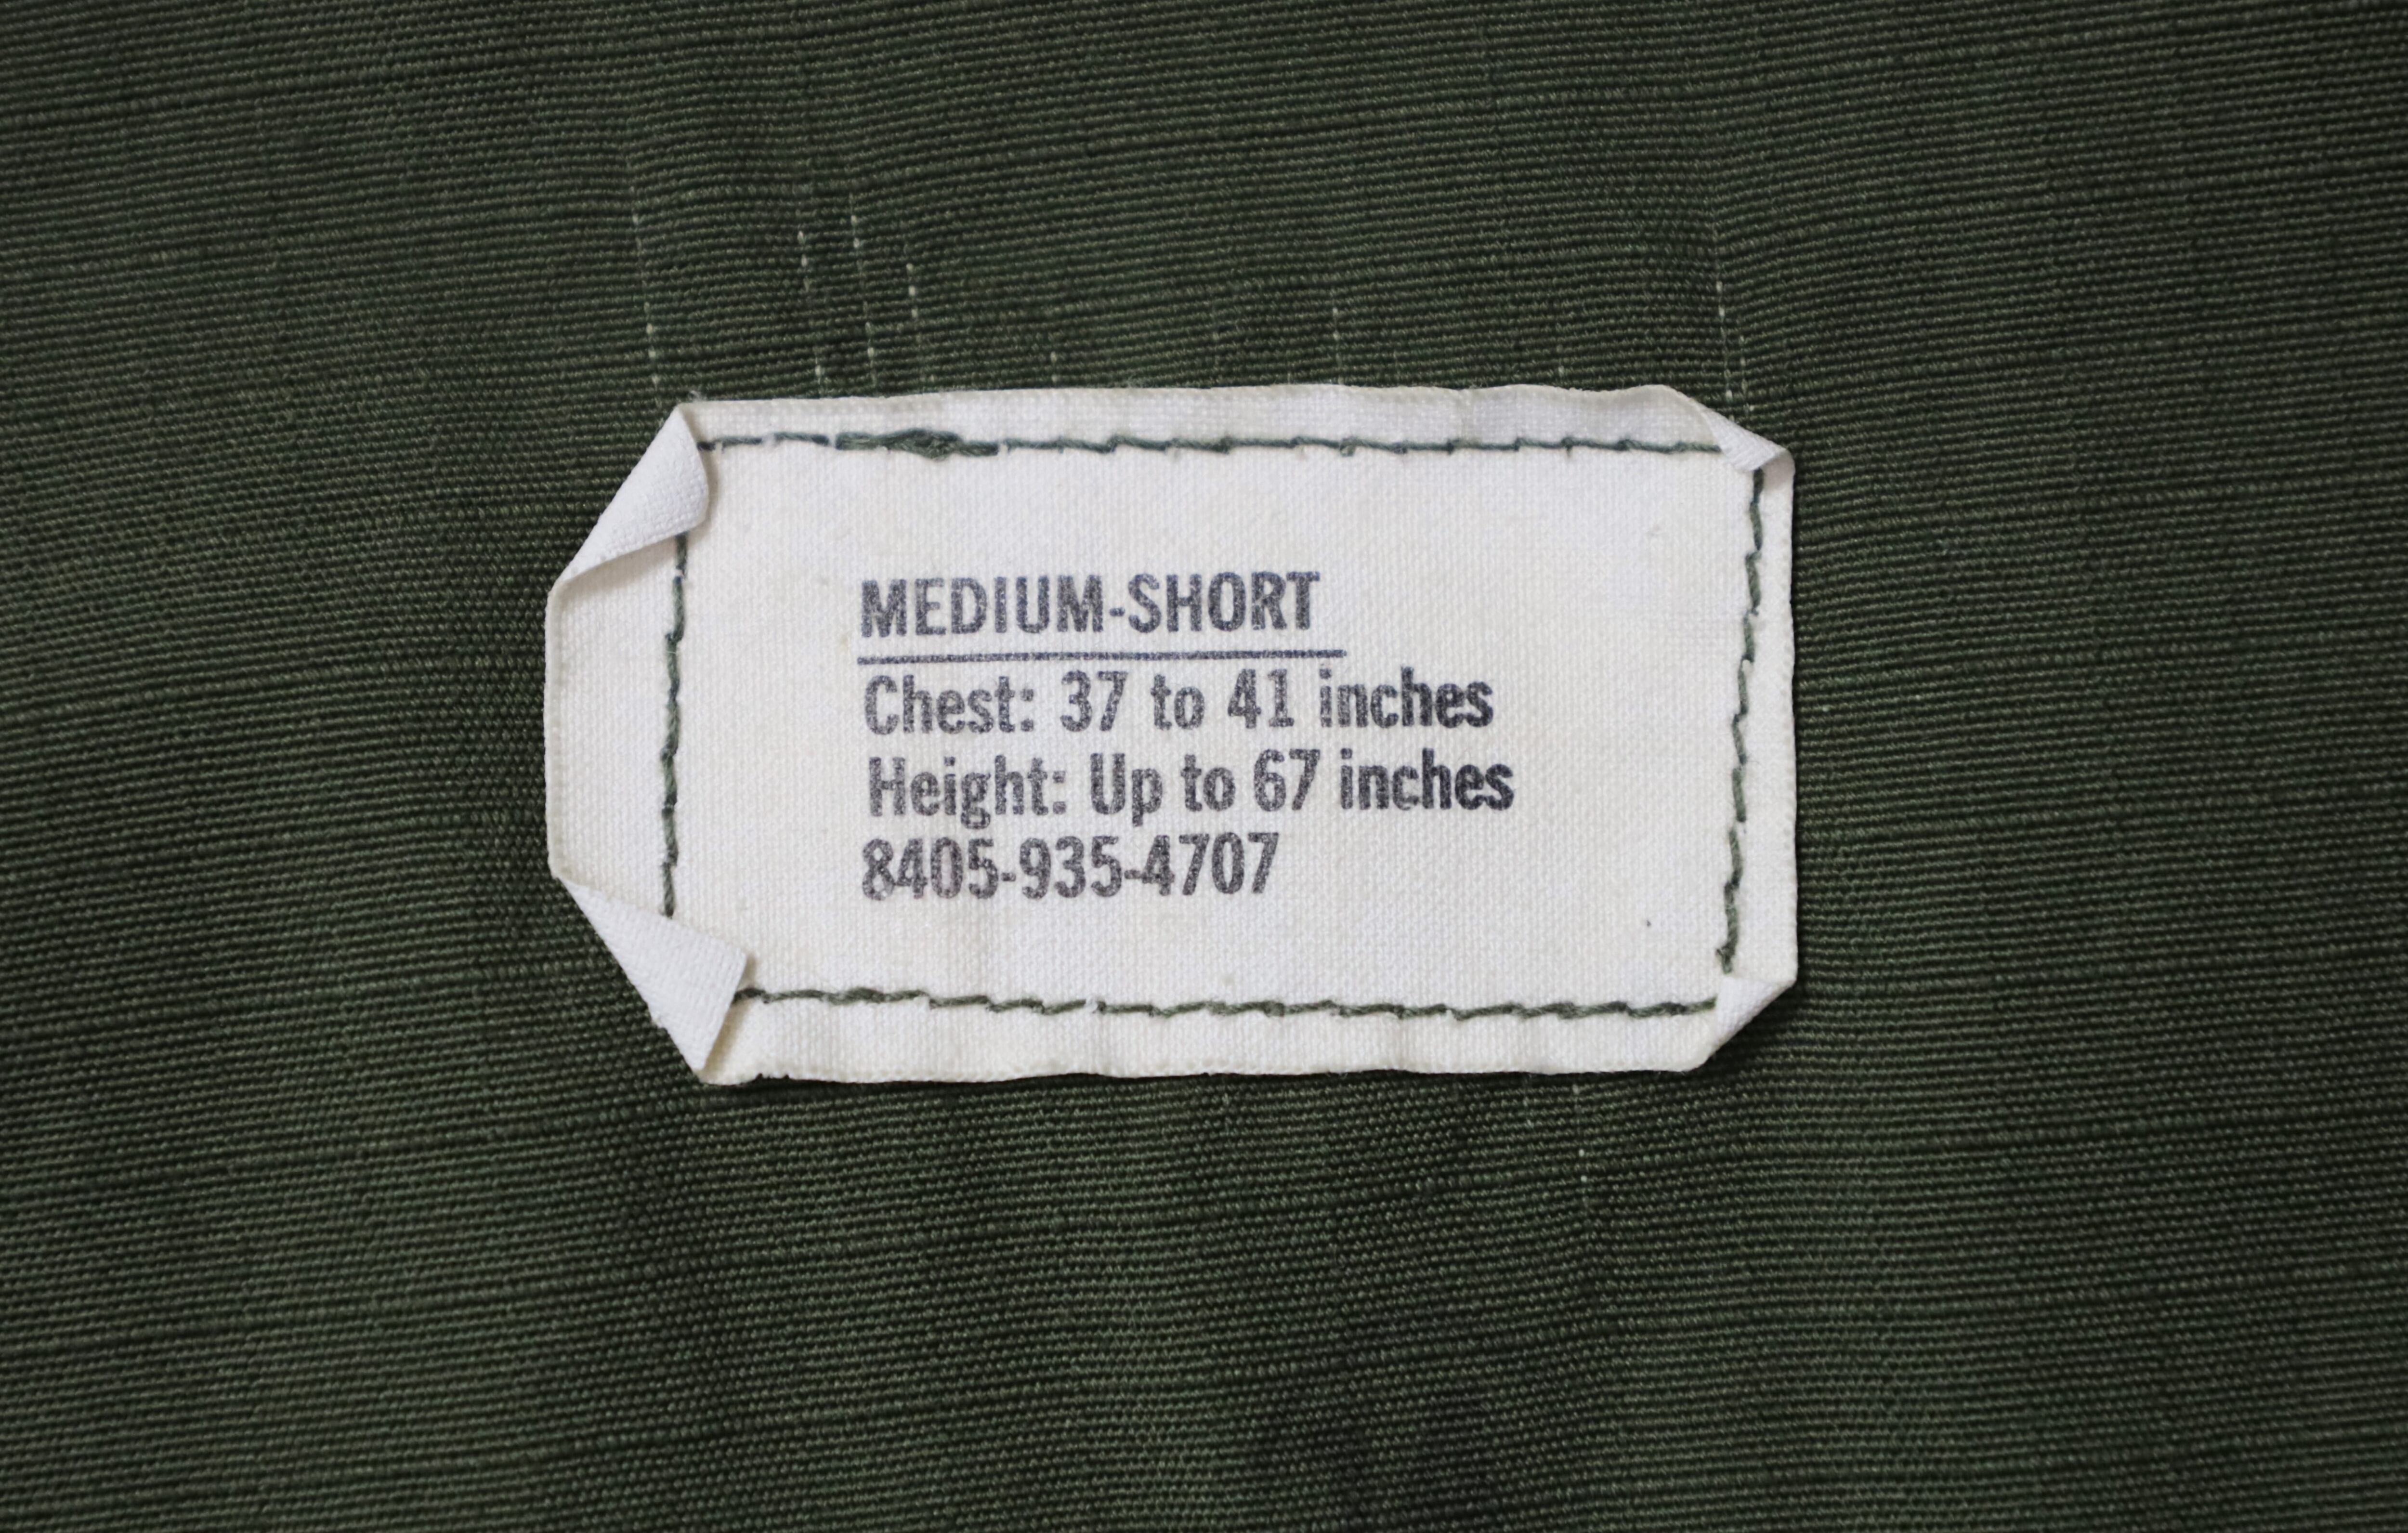 MEDIUM-SHORT
Chest: 37 to 41 inches
Height: Up to 67 inches
8405-935-4707